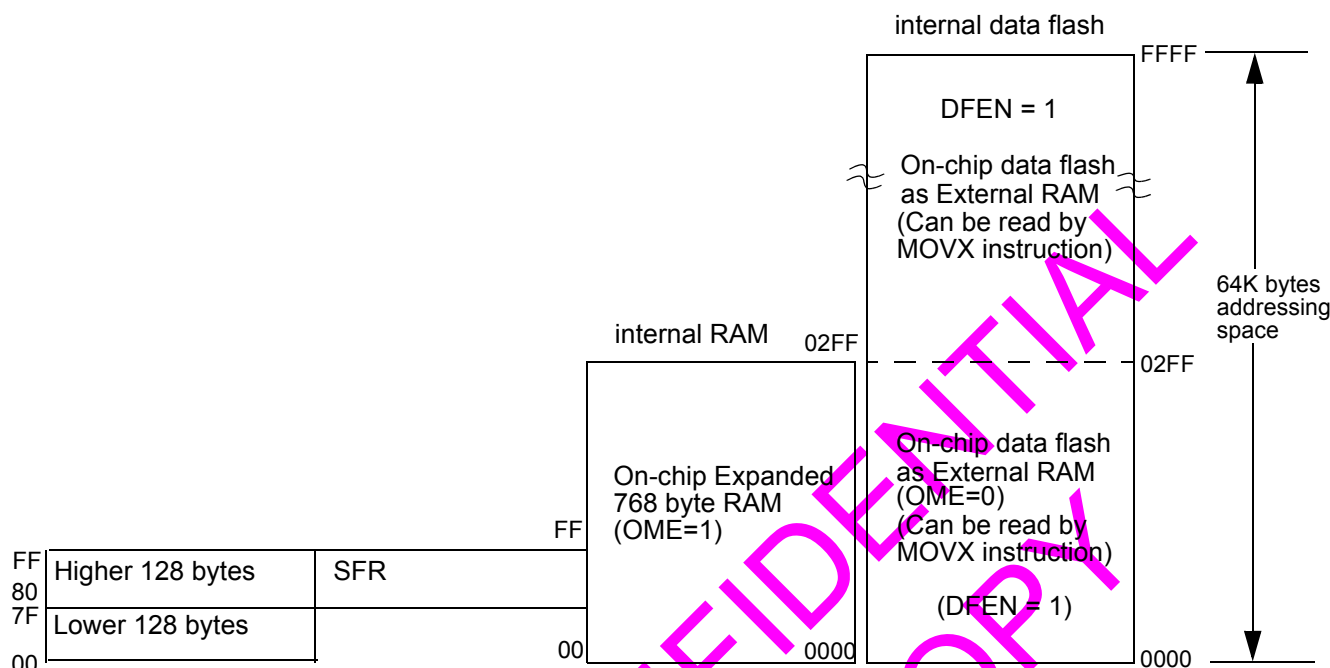 internal data flash
FFFF
DFEN = 1
On-chip data flash
as External RAM
(Can be read by
MOVX instruction)
64K bytes
addressing
space
internal RAM
02FF
02FF
On-chip Expanded
768 byte RAM
(OME=1)
On-chip data flash
as External RAM
(OME=0)
(Can be read by
MOVX instruction)
(DFEN = 1)
FF
FF
80
7F
00
Higher 128 bytes
SFR
Lower 128 bytes
00
0000
0000
FIDENTIAL
OPY